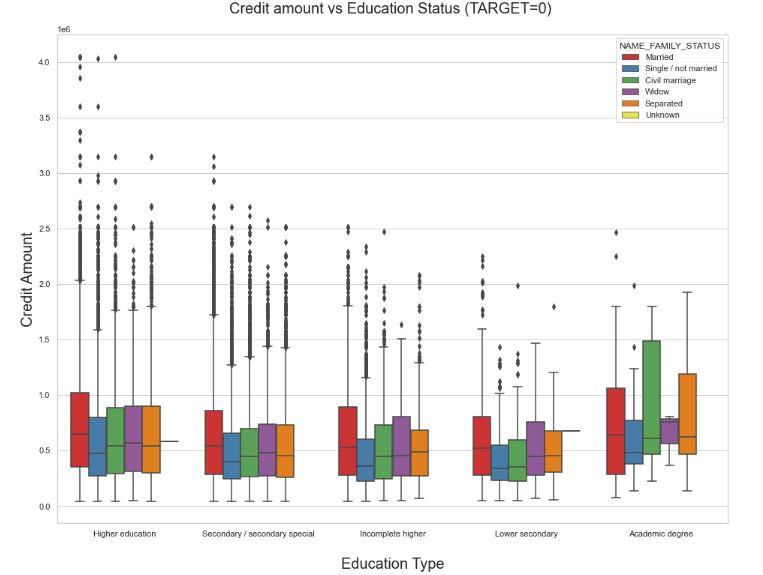 Credit amount vs Education Status (TARGET=0)
1e6
NAME_FAMILY_STATUS
Married
Single / not married
Civil marriage
Widow
Separated
Unknown
4.0
3.5
3.0
2.5
2.0
1.5
1.0
0.5
0.0
Credit Amount
Higher education
Secondary / secondary special
Incomplete higher
Lower secondary
Academic degree
Education Type